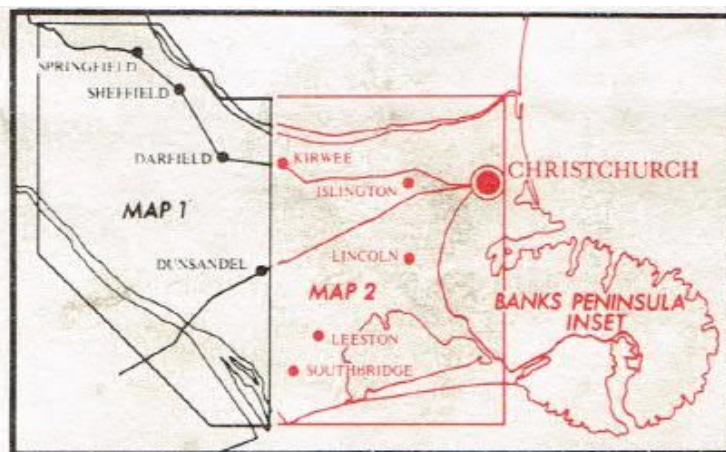 SPRINGFIELD
SHEFFIELD
DARFIELD
KIRWEE
CHRISTCHURCH
ISLINGTON
MAP 1
DUNSANDEL
LINCOLN
MAP 2
BANKS PENINSULA
INSET
LEESTON
SOUTHBRIDGE